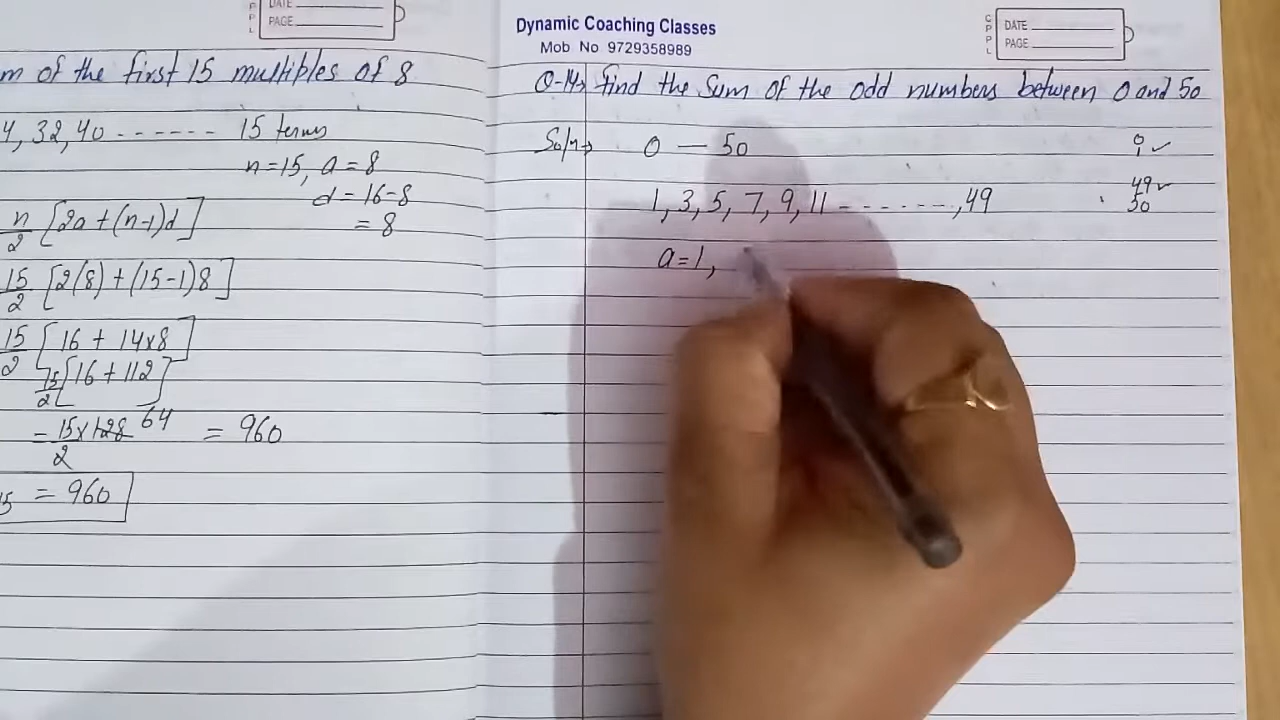 DATE
PAGE
m of the first 15 multiples of 8
4, 32, 40 ------ 15 terms
n=15, a=8
d=16-8
=8
n/2 [2a+(n-1)d]
15/2 [2(8)+(15-1)8]
15/2 [16+14×8]
15/2 [16+112]
= 15×128/2 64 = 960
15 = 960
Dynamic Coaching Classes
Mob No 9729358989
DATE
PAGE
Q-14→ find the sum of the odd numbers between 0 and 50
Soln→ 0 — 50
0
1 ✓
1, 3, 5, 7, 9, 11 -------, 49
49 ✓
50
a=1,